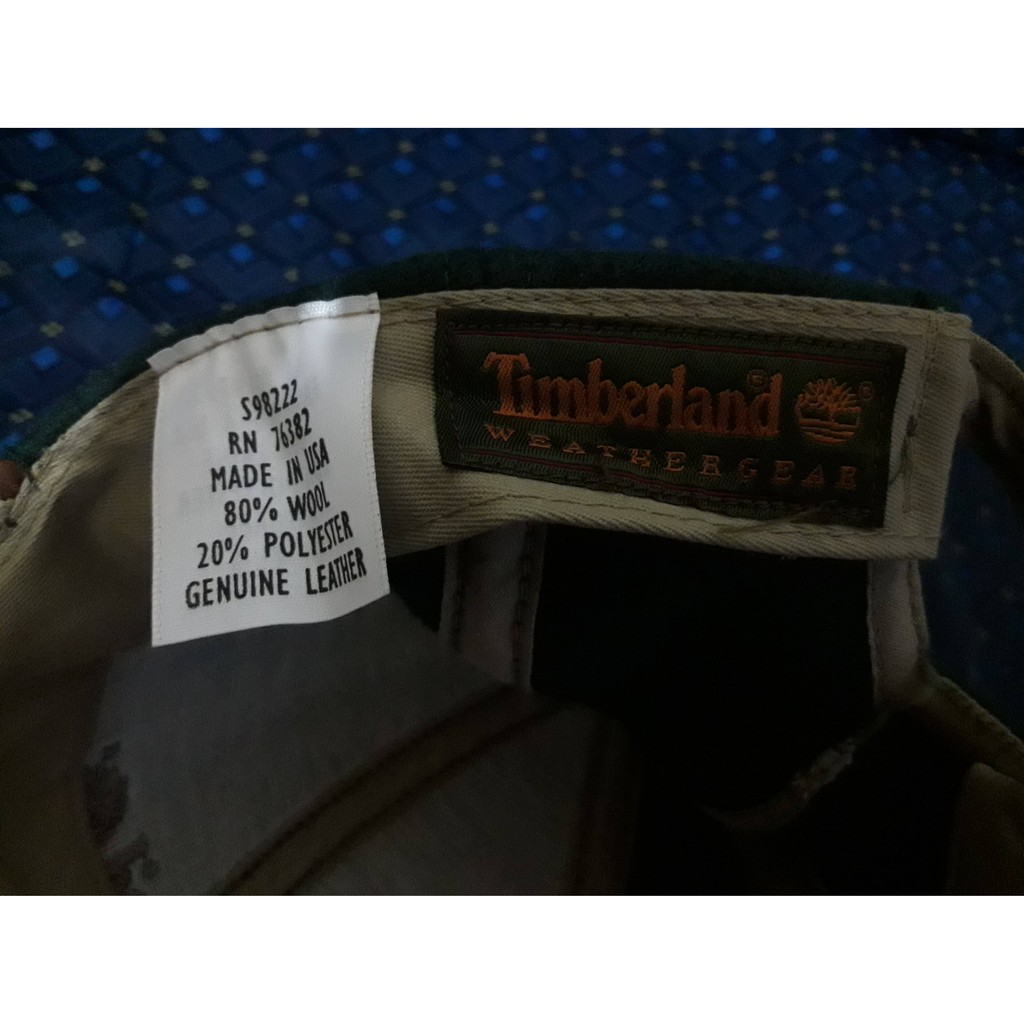 S98222
RN 76382
MADE IN USA
80% WOOL
20% POLYESTER
GENUINE LEATHER
Timberland®
WEATHERGEAR